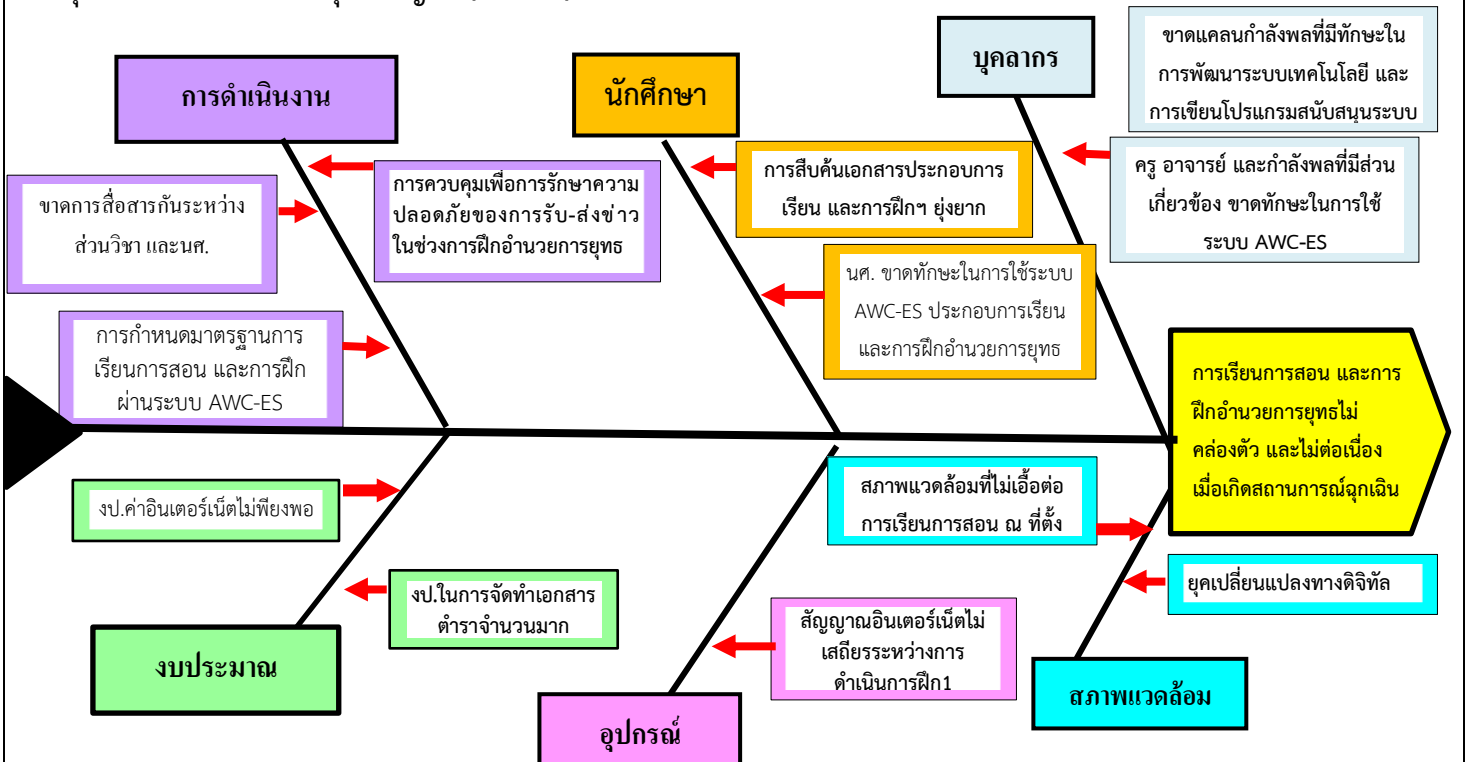 การดำเนินงาน
นักศึกษา
บุคลากร
ขาดแคลนกำลังพลที่มีทักษะใน
การพัฒนาระบบเทคโนโลยี และ
การเขียนโปรแกรมสนับสนุนระบบ
ครู อาจารย์ และกำลังพลที่มีส่วน
เกี่ยวข้อง ขาดทักษะในการใช้
ระบบ AWC-ES
การควบคุมเพื่อการรักษาความ
ปลอดภัยของการรับ-ส่งข่าว
ในช่วงการฝึกอำนวยการยุทธ
ขาดการสื่อสารกันระหว่าง
ส่วนวิชา และนศ.
การกำหนดมาตรฐานการ
เรียนการสอน และการฝึก
ผ่านระบบ AWC-ES
การสืบค้นเอกสารประกอบการ
เรียน และการฝึกฯ ยุ่งยาก
นศ. ขาดทักษะในการใช้ระบบ
AWC-ES ประกอบการเรียน
และการฝึกอำนวยการยุทธ
การเรียนการสอน และการ
ฝึกอำนวยการยุทธไม่
คล่องตัว และไม่ต่อเนื่อง
เมื่อเกิดสถานการณ์ฉุกเฉิน
งป.ค่าอินเตอร์เน็ตไม่พียงพอ
งป.ในการจัดทำเอกสาร
ตำราจำนวนมาก
งบประมาณ
สัญญาณอินเตอร์เน็ตไม่
เสถียรระหว่างการ
ดำเนินการฝึก1
อุปกรณ์
สภาพแวดล้อมที่ไม่เอื้อต่อ
การเรียนการสอน ณ ที่ตั้ง
ยุคเปลี่ยนแปลงทางดิจิทัล
สภาพแวดล้อม